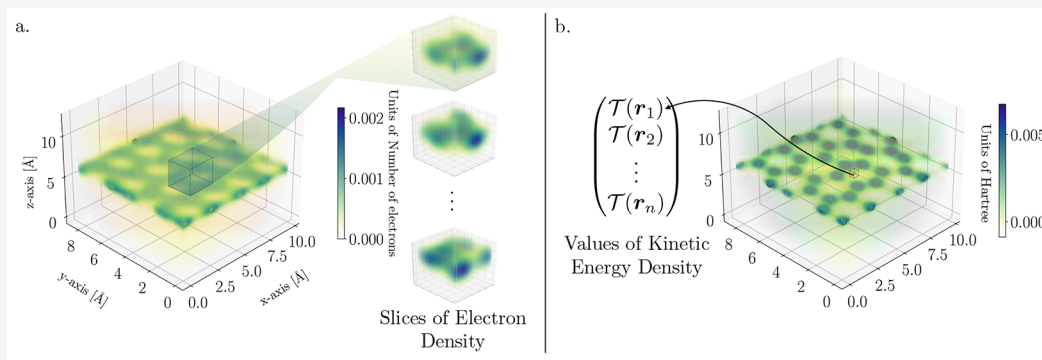 a.
z-axis [Å]
10
5
0
8
6
4
2
0
y-axis [Å]
0.0
2.5
5.0
7.5
10.0
x-axis [Å]
0.002
0.001
0.000
Units of Number of electrons
⋮
Slices of Electron
Density
b.
𝒯(r₁)
𝒯(r₂)
⋮
𝒯(rₙ)
Values of Kinetic
Energy Density
10
5
0
8
6
4
2
0
0.0
2.5
5.0
7.5
10.0
Units of Hartree
0.005
0.000